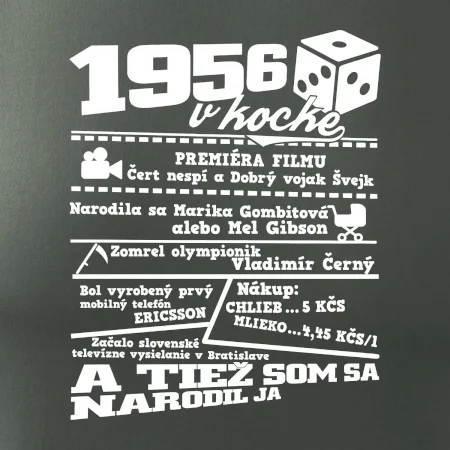 1956
v kocke
PREMIÉRA FILMU
Čert nespí a Dobrý vojak Švejk
Narodila sa Marika Gombitová
alebo Mel Gibson
Zomrel olympionik
Vladimír Černý
Bol vyrobený prvý
mobilný telefón
ERICSSON
Nákup:
CHLIEB...5 KČS
MLIEKO...4,45 KČS/l
Začalo slovenské
televízne vysielanie v Bratislave
A TIEŽ SOM SA
NARODIL JA